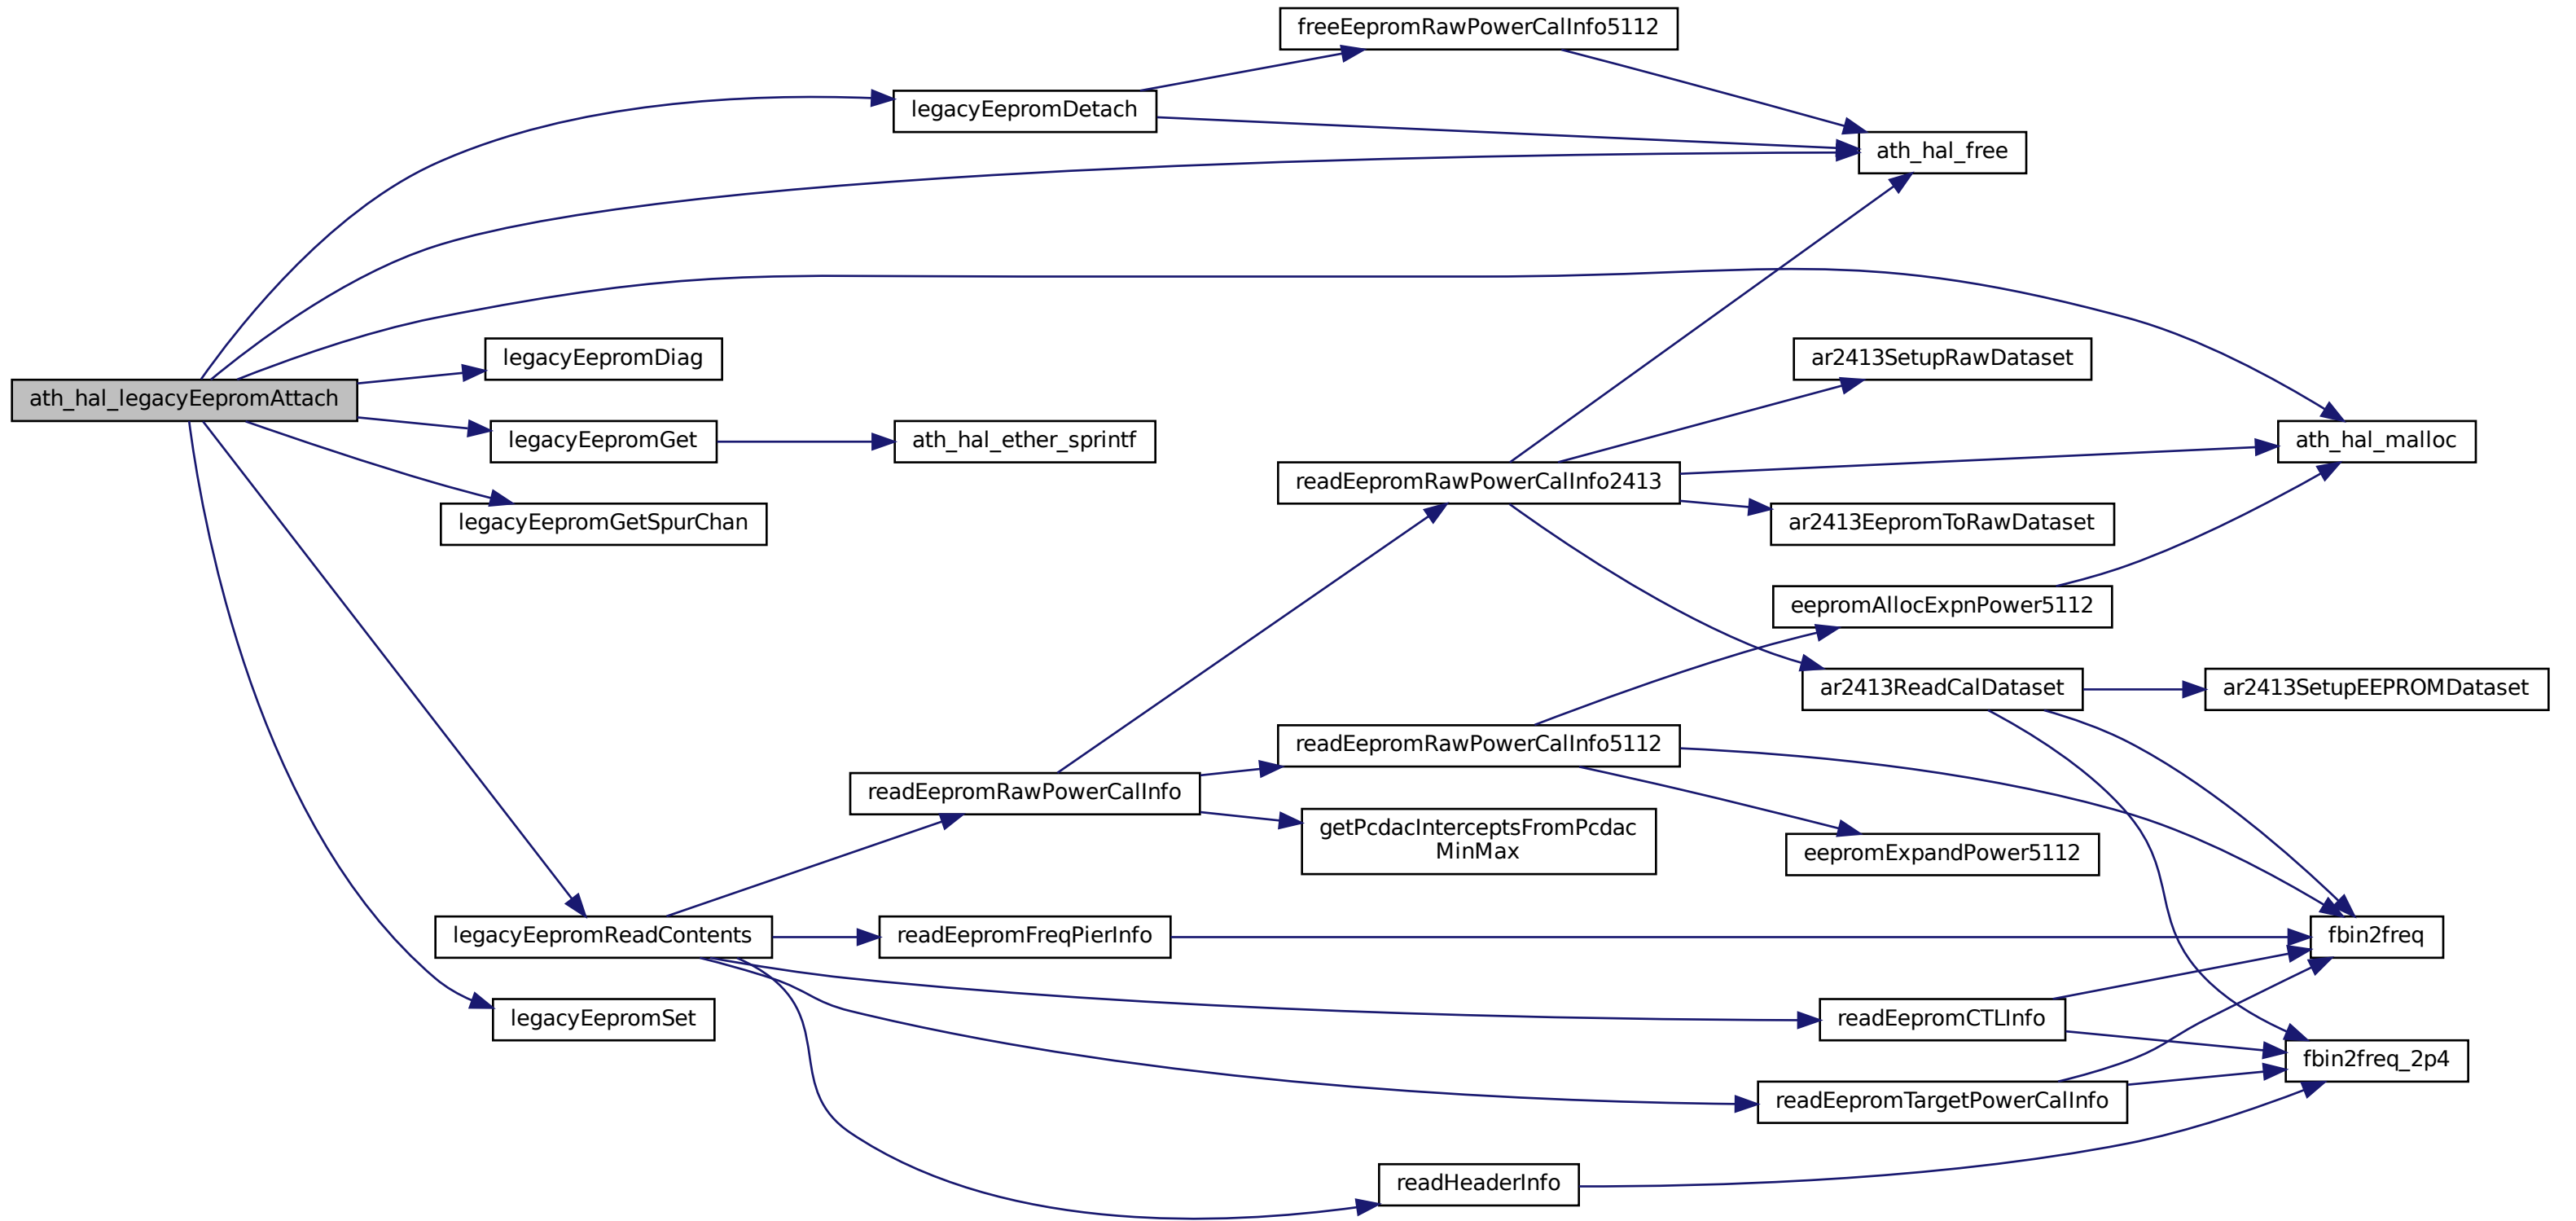 freeEepromRawPowerCalInfo5112
legacyEepromDetach
ath_hal_free
legacyEepromDiag
ar2413SetupRawDataset
ath_hal_legacyEepromAttach
legacyEepromGet
ath_hal_ether_sprintf
ath_hal_malloc
readEepromRawPowerCalInfo2413
legacyEepromGetSpurChan
ar2413EepromToRawDataset
eepromAllocExpnPower5112
ar2413ReadCalDataset
ar2413SetupEEPROMDataset
readEepromRawPowerCalInfo5112
readEepromRawPowerCalInfo
getPcdacInterceptsFromPcdac
MinMax
eepromExpandPower5112
legacyEepromReadContents
readEepromFreqPierInfo
fbin2freq
legacyEepromSet
readEepromCTLInfo
fbin2freq_2p4
readEepromTargetPowerCalInfo
readHeaderInfo